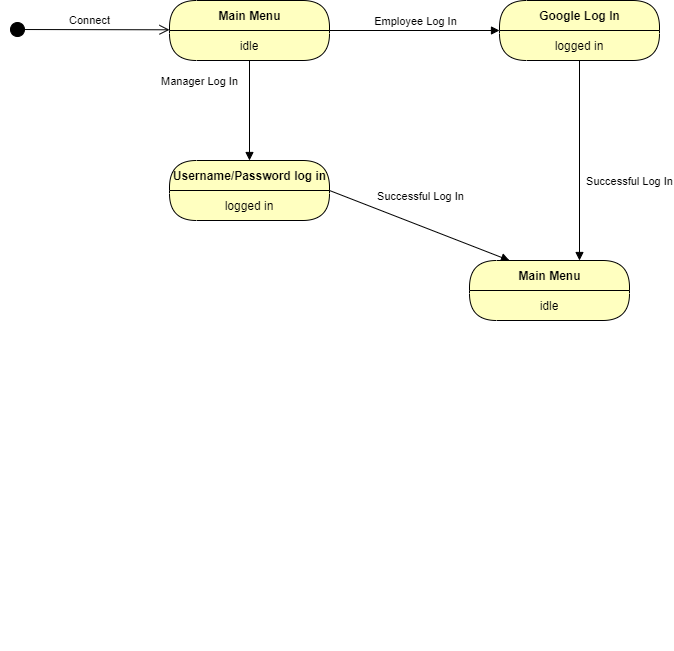 Connect
Main Menu
idle
Employee Log In
Google Log In
logged in
Manager Log In
Username/Password log in
logged in
Successful Log In
Successful Log In
Main Menu
idle